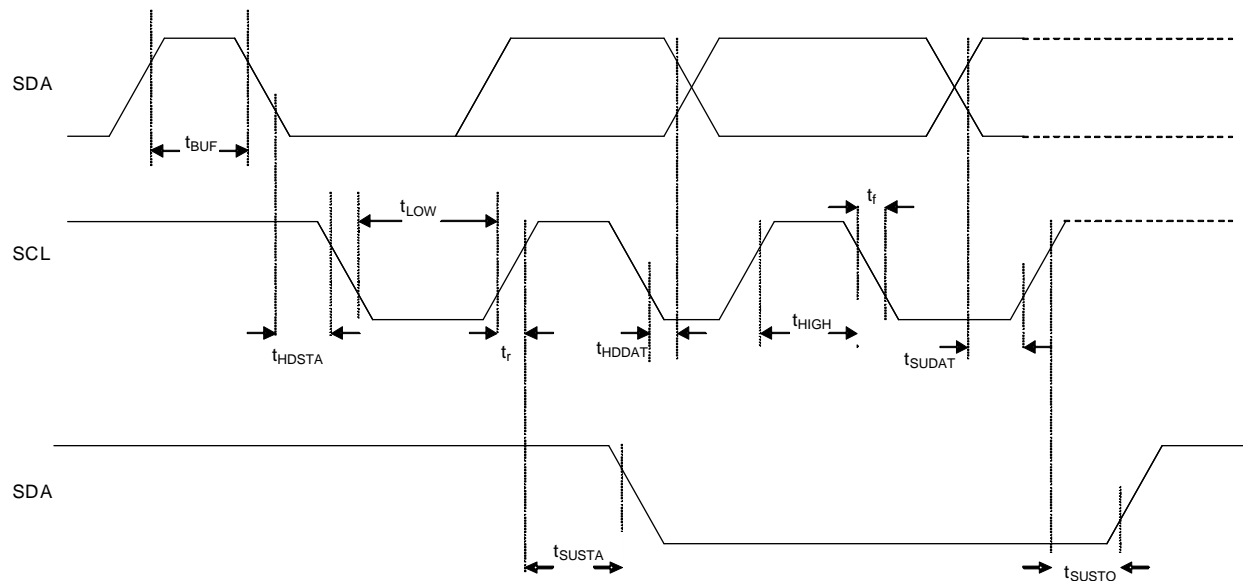 SDA
tBUF
tLOW
tf
SCL
tHDSTA
tr
tHDDAT
tHIGH
tSUDAT
SDA
tSUSTA
tSUSTO